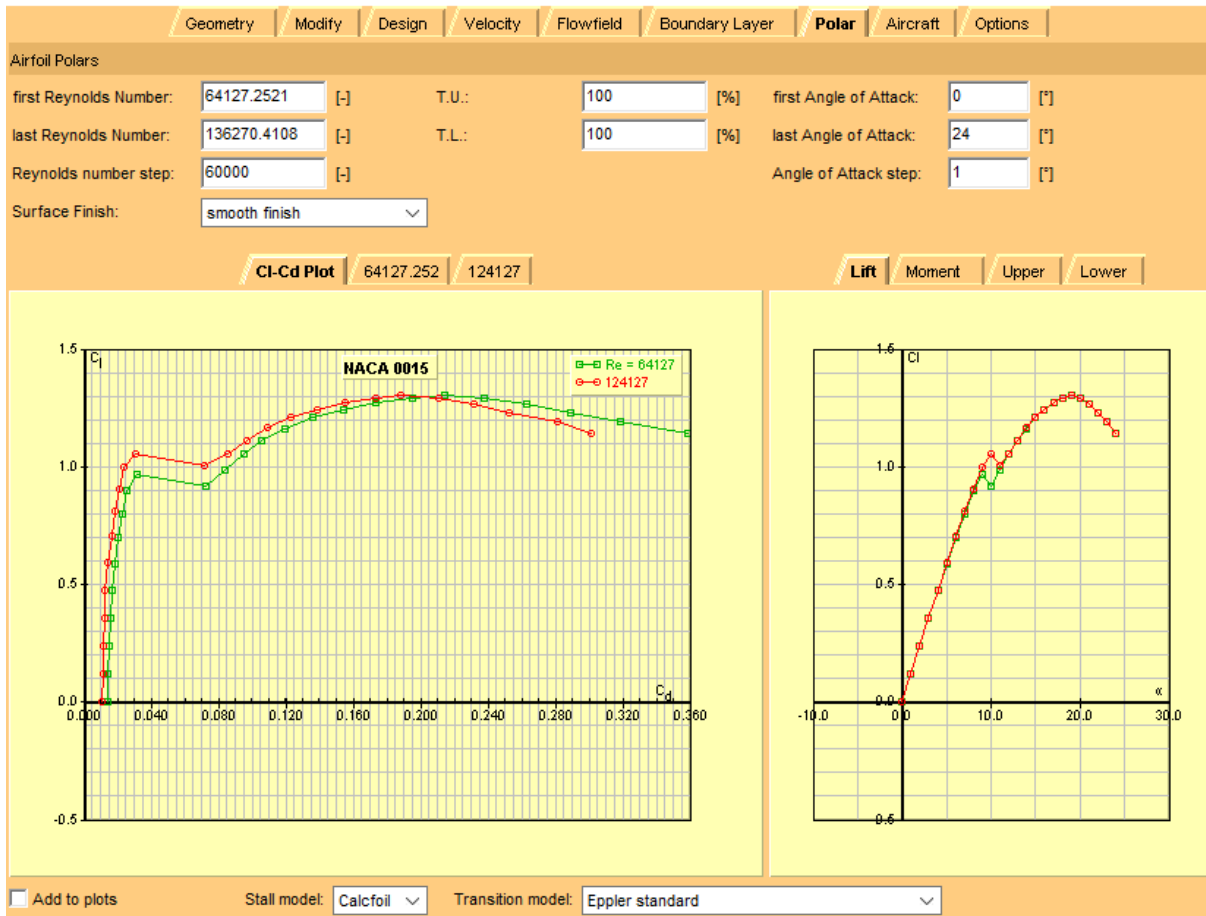 Geometry Modify Design Velocity Flowfield Boundary Layer Polar Aircraft Options
Airfoil Polars
first Reynolds Number: 64127.2521 [-] T.U.: 100 [%] first Angle of Attack: 0 [°]
last Reynolds Number: 136270.4108 [-] T.L.: 100 [%] last Angle of Attack: 24 [°]
Reynolds number step: 60000 [-] Angle of Attack step: 1 [°]
Surface Finish: smooth finish
Cl-Cd Plot 64127.252 124127 Lift Moment Upper Lower
1.5 Cl NACA 0015 Re = 64127 1.5 Cl
124127
1.0 1.0
0.5 0.5
0.0 Cd 0.0 α
0.000 0.040 0.080 0.120 0.160 0.200 0.240 0.280 0.320 0.360 -10.0 0.0 10.0 20.0 30.0
-0.5 -0.5
Add to plots Stall model: Calcfoil Transition model: Eppler standard